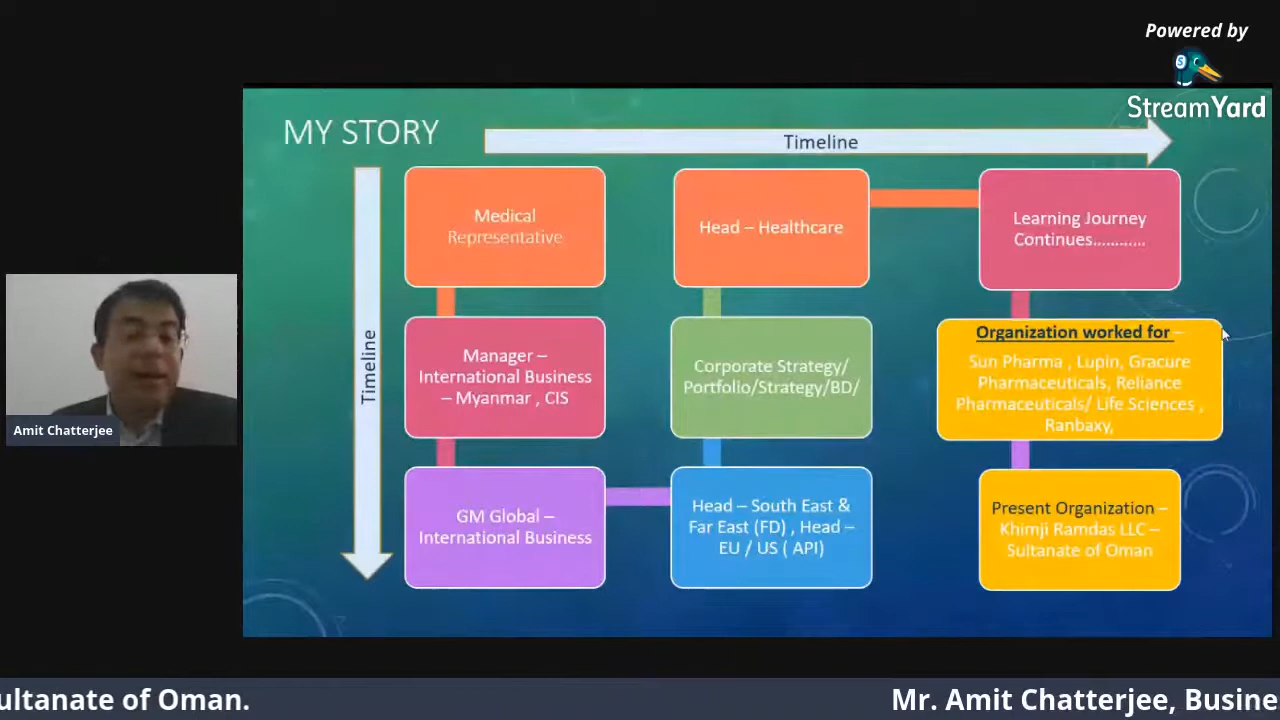 Powered by
StreamYard
MY STORY
Timeline
Timeline
Medical
Representative
Manager –
International Business
– Myanmar , CIS
GM Global –
International Business
Head – Healthcare
Corporate Strategy/
Portfolio/Strategy/BD/
Head – South East &
Far East (FD) , Head –
EU / US ( API)
Learning Journey
Continues............
Organization worked for –
Sun Pharma , Lupin, Gracure
Pharmaceuticals, Reliance
Pharmaceuticals/ Life Sciences ,
Ranbaxy,
Present Organization –
Khimji Ramdas LLC –
Sultanate of Oman
Amit Chatterjee
ultanate of Oman.
Mr. Amit Chatterjee, Busine